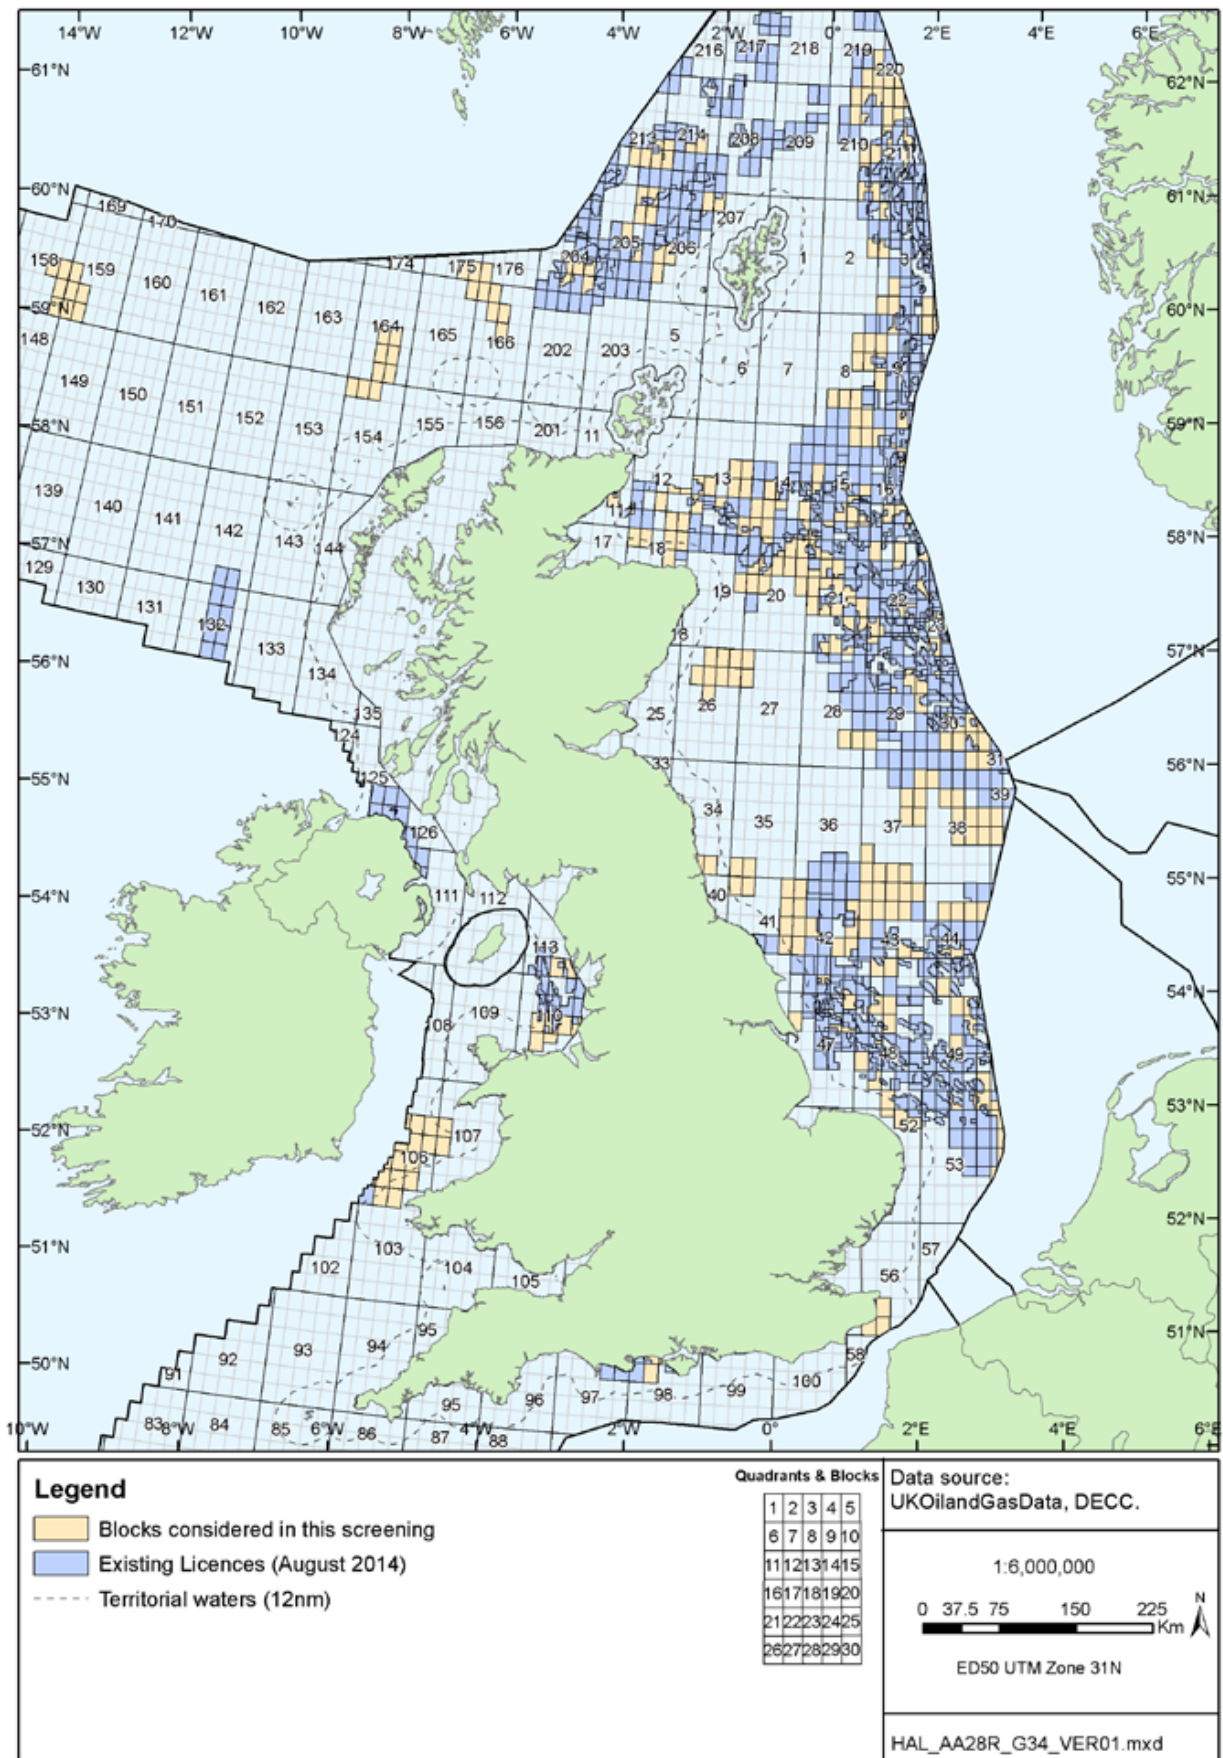 14°W 12°W 10°W 8°W 6°W 4°W 2°W 0° 2°E 4°E 6°E
216 217 218 219
61°N 220 62°N
213 214 208 209 210 211
60°N 61°N
169 170 207
205 206 1 2 3
158 159 174 175 176 204
160 161 162 163 164 165 166
59°N 60°N
148 202 203 5 6 7 8 9
149 150 151 152 153 154 155 156 201 11
58°N 59°N
139 140 141 142 143 144 12 13 14 15 16
57°N 17 18 58°N
129 130 131 132 133 134 19 20 21 22 23
18
56°N 57°N
135 25 26 27 28 29 30
124
125 33 31
55°N 56°N
4 126 34 35 36 37 38 39
54°N 55°N
111 112 40 41 42 43 44
113
53°N 54°N
108 109 110 47 48 49
52°N 53°N
106 107 52 53
51°N 52°N
102 103 104 105 56 57
50°N 51°N
91 92 93 94 95 58
95 96 97 98 99 100
83 84 85 86 87 88
10°W 8°W 6°W 4°W 2°W 0° 2°E 4°E 6°E
Legend
Blocks considered in this screening
Existing Licences (August 2014)
Territorial waters (12nm)
Quadrants & Blocks
1 2 3 4 5
6 7 8 9 10
11 12 13 14 15
16 17 18 19 20
21 22 23 24 25
26 27 28 29 30
Data source:
UKOilandGasData, DECC.
1:6,000,000
0 37.5 75 150 225
Km
N
ED50 UTM Zone 31N
HAL_AA28R_G34_VER01.mxd